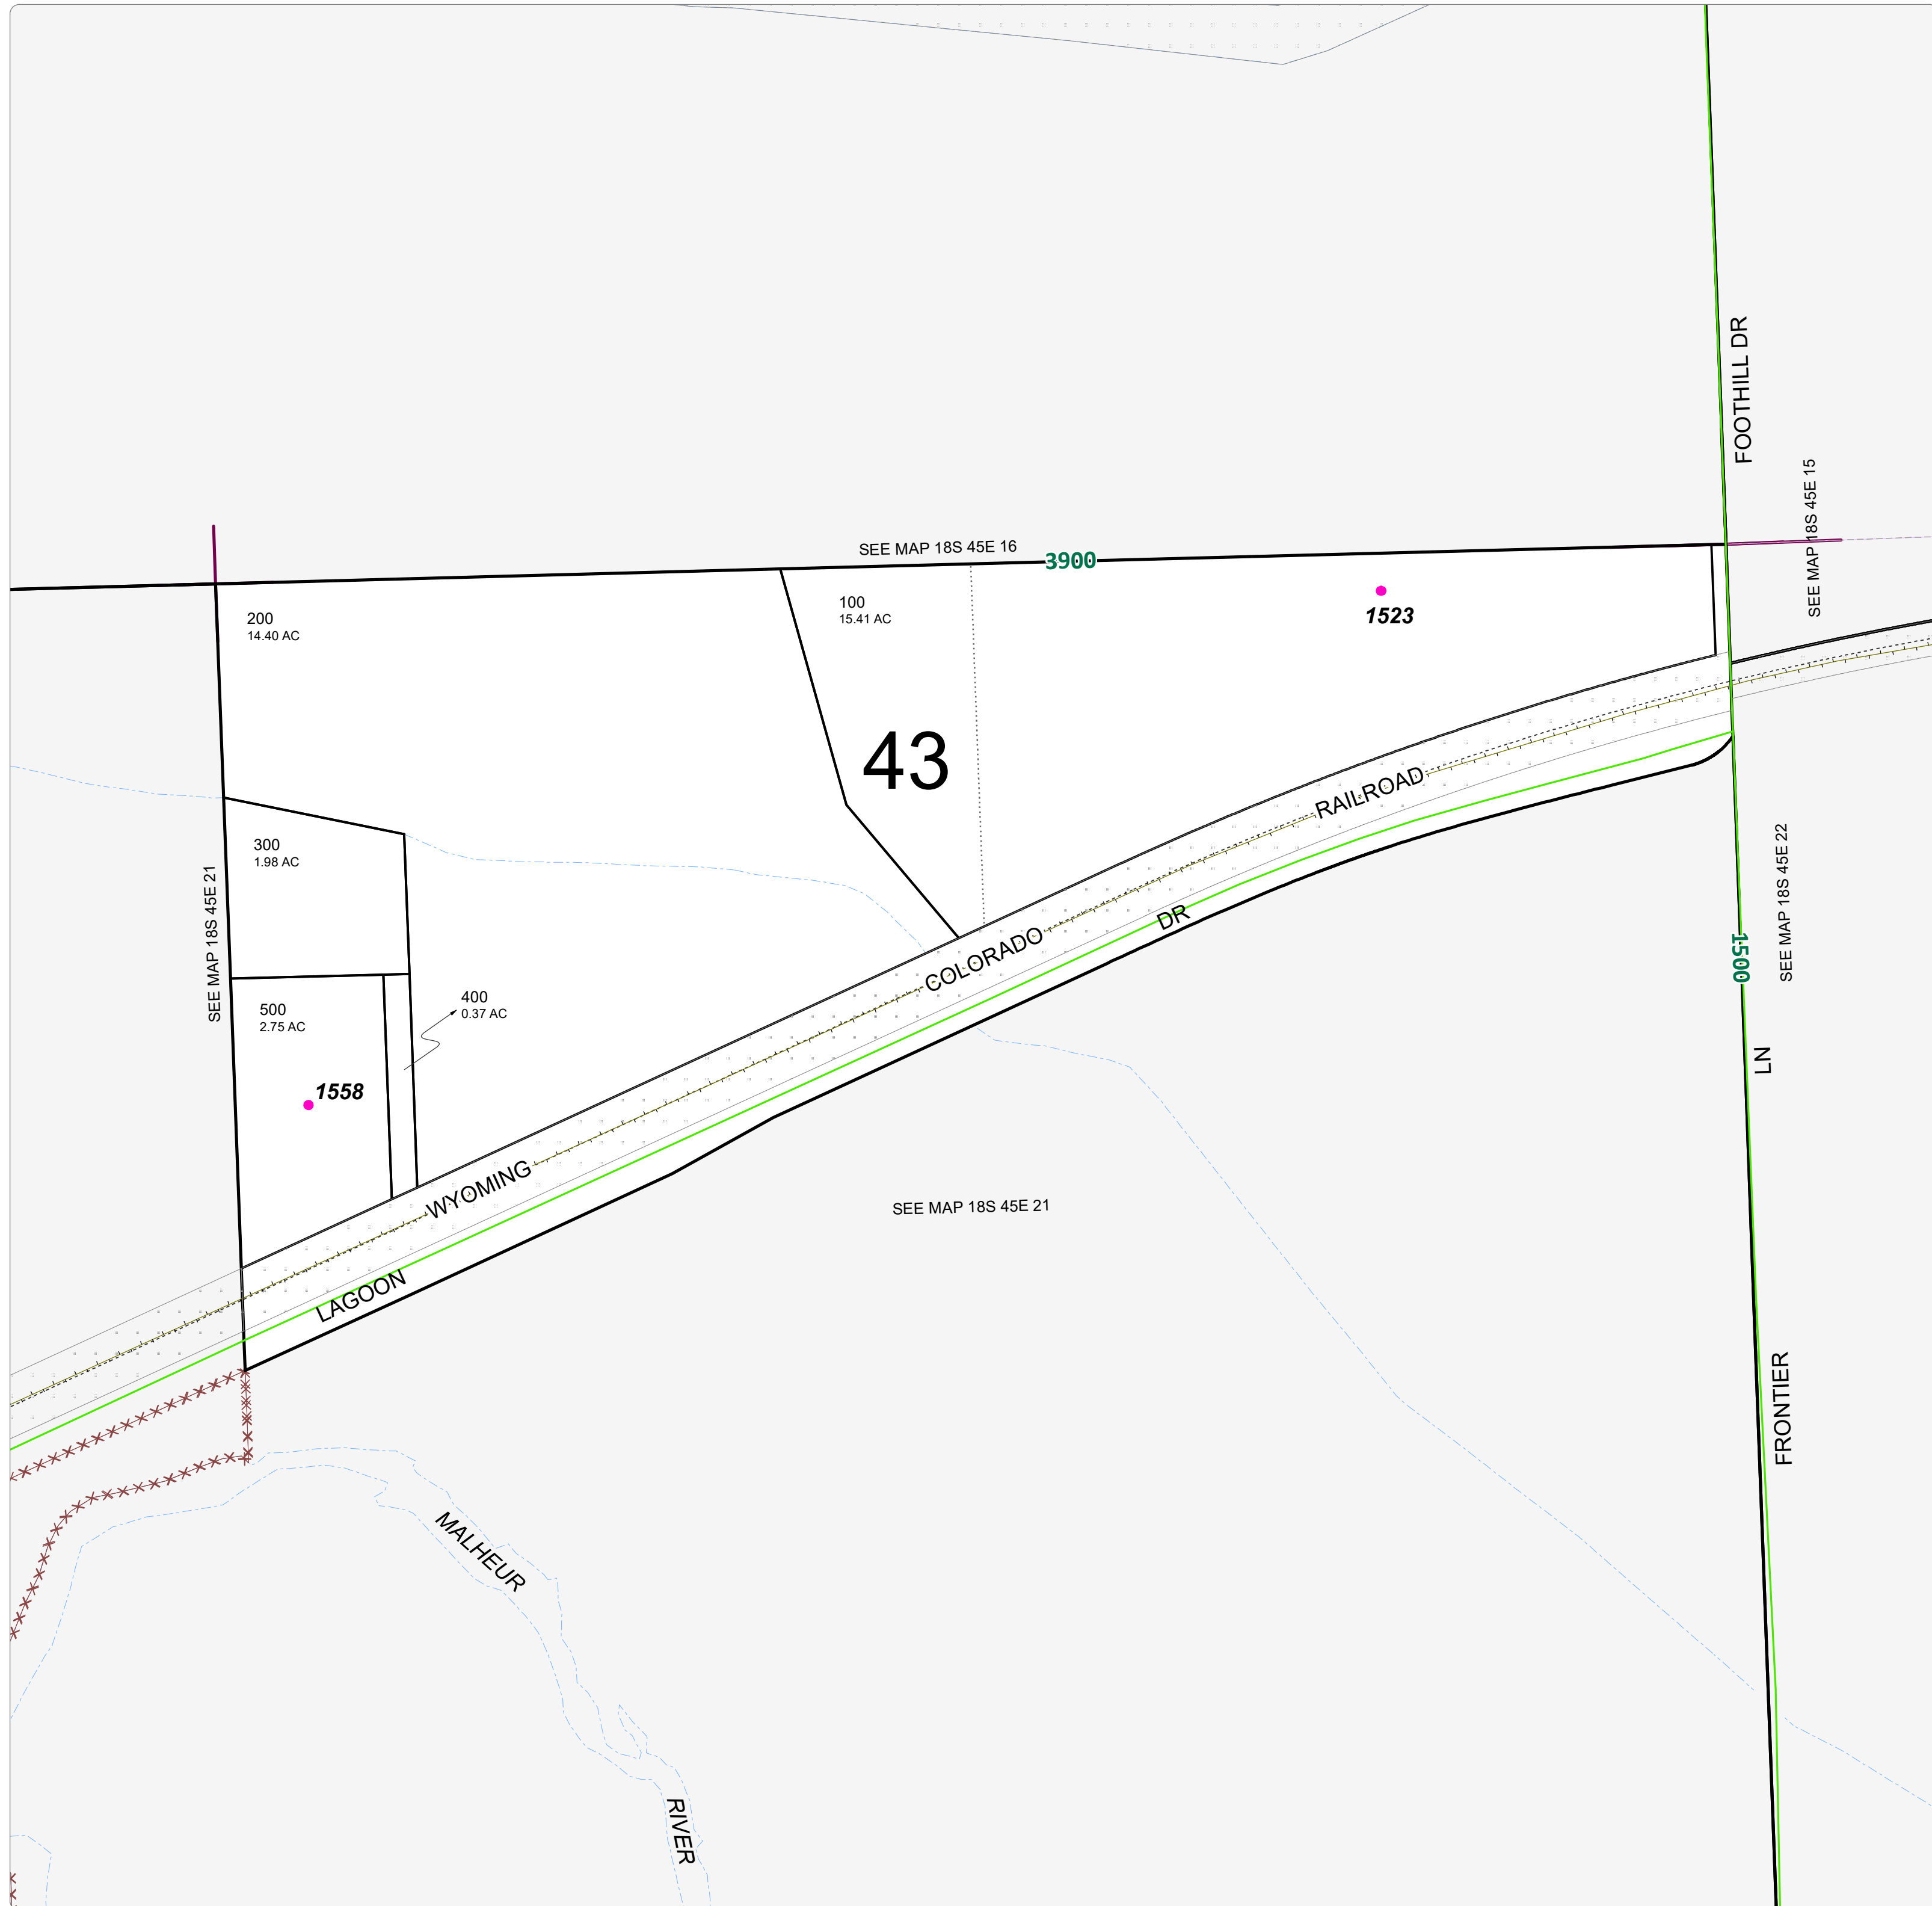 FOOTHILL DR
SEE MAP 18S 45E 15
SEE MAP 18S 45E 16
3900
200
14.40 AC
100
15.41 AC
1523
43
RAILROAD
300
1.98 AC
SEE MAP 18S 45E 21
SEE MAP 18S 45E 22
1500
DR
COLORADO
500
2.75 AC
400
0.37 AC
LN
1558
WYOMING
SEE MAP 18S 45E 21
LAGOON
FRONTIER
MALHEUR
RIVER